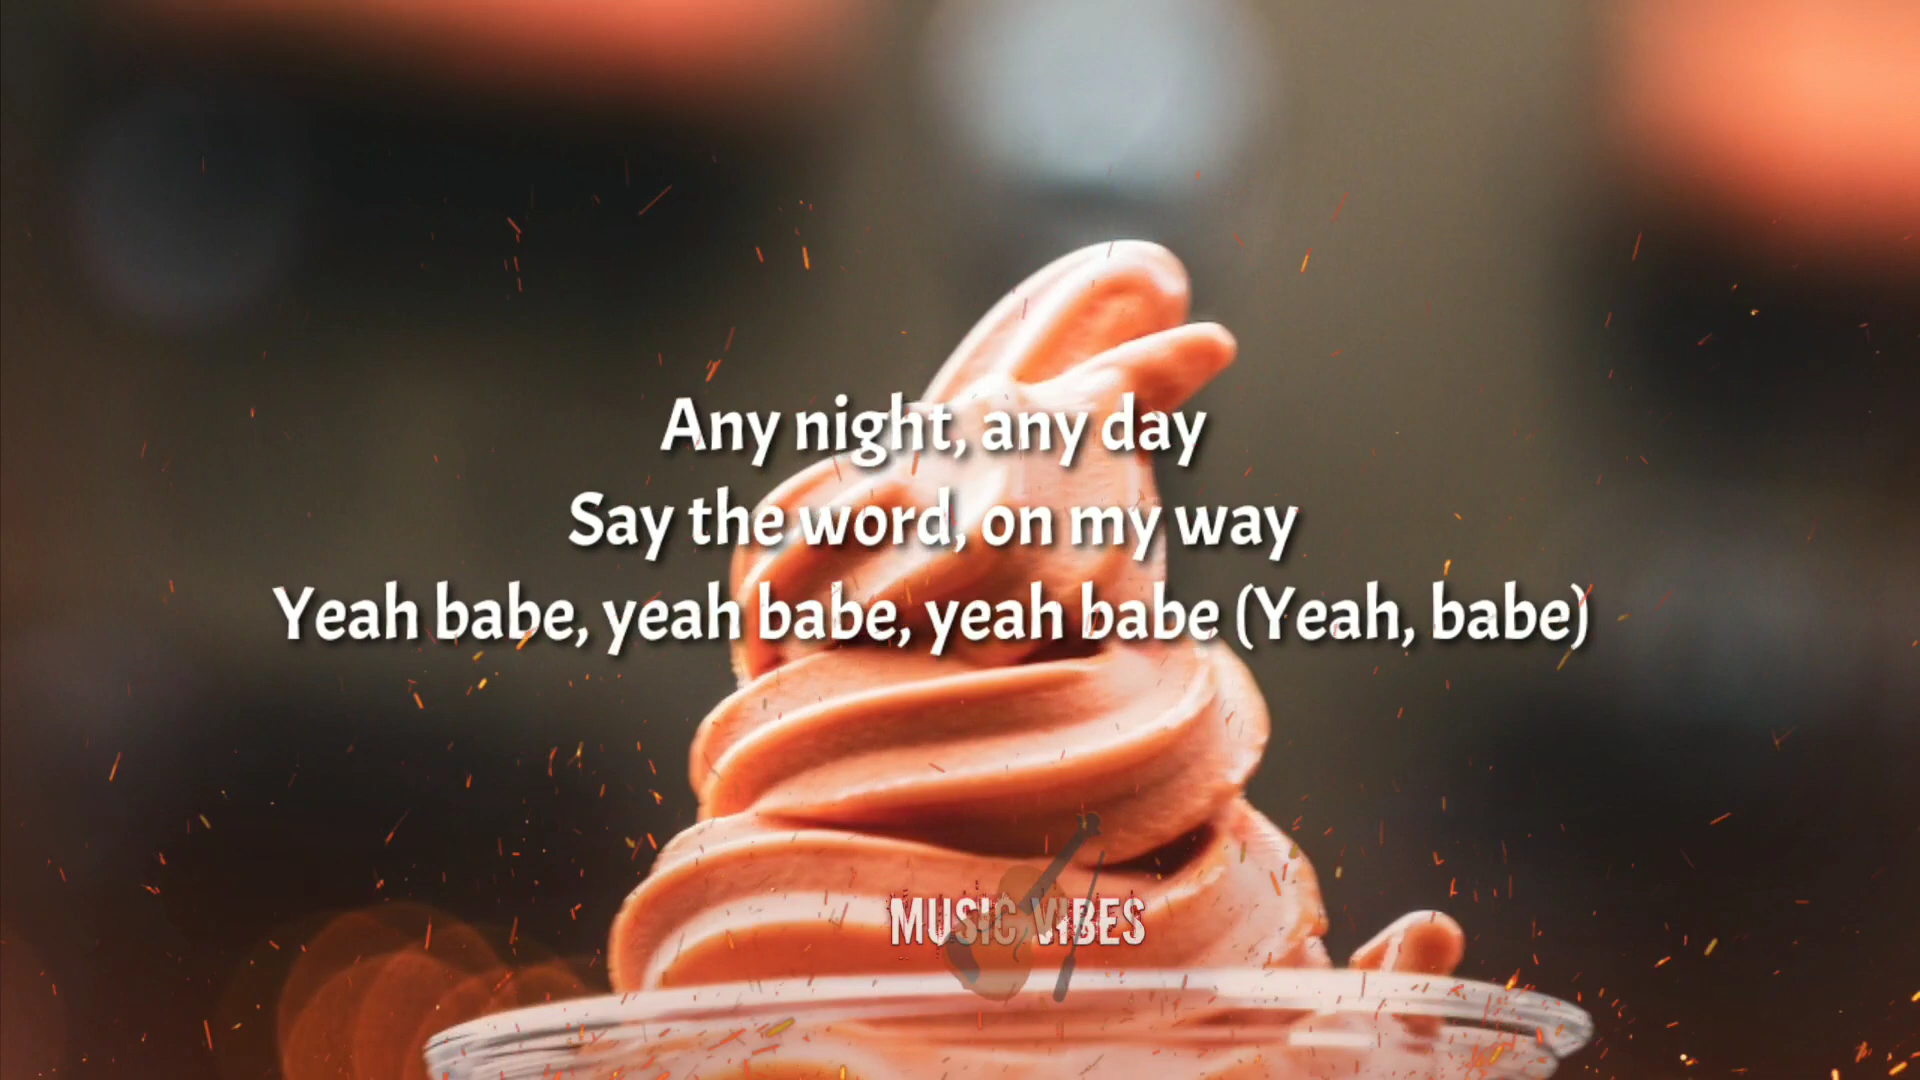 Any night, any day
Say the word, on my way
Yeah babe, yeah babe, yeah babe (Yeah, babe)
MUSIC VIBES